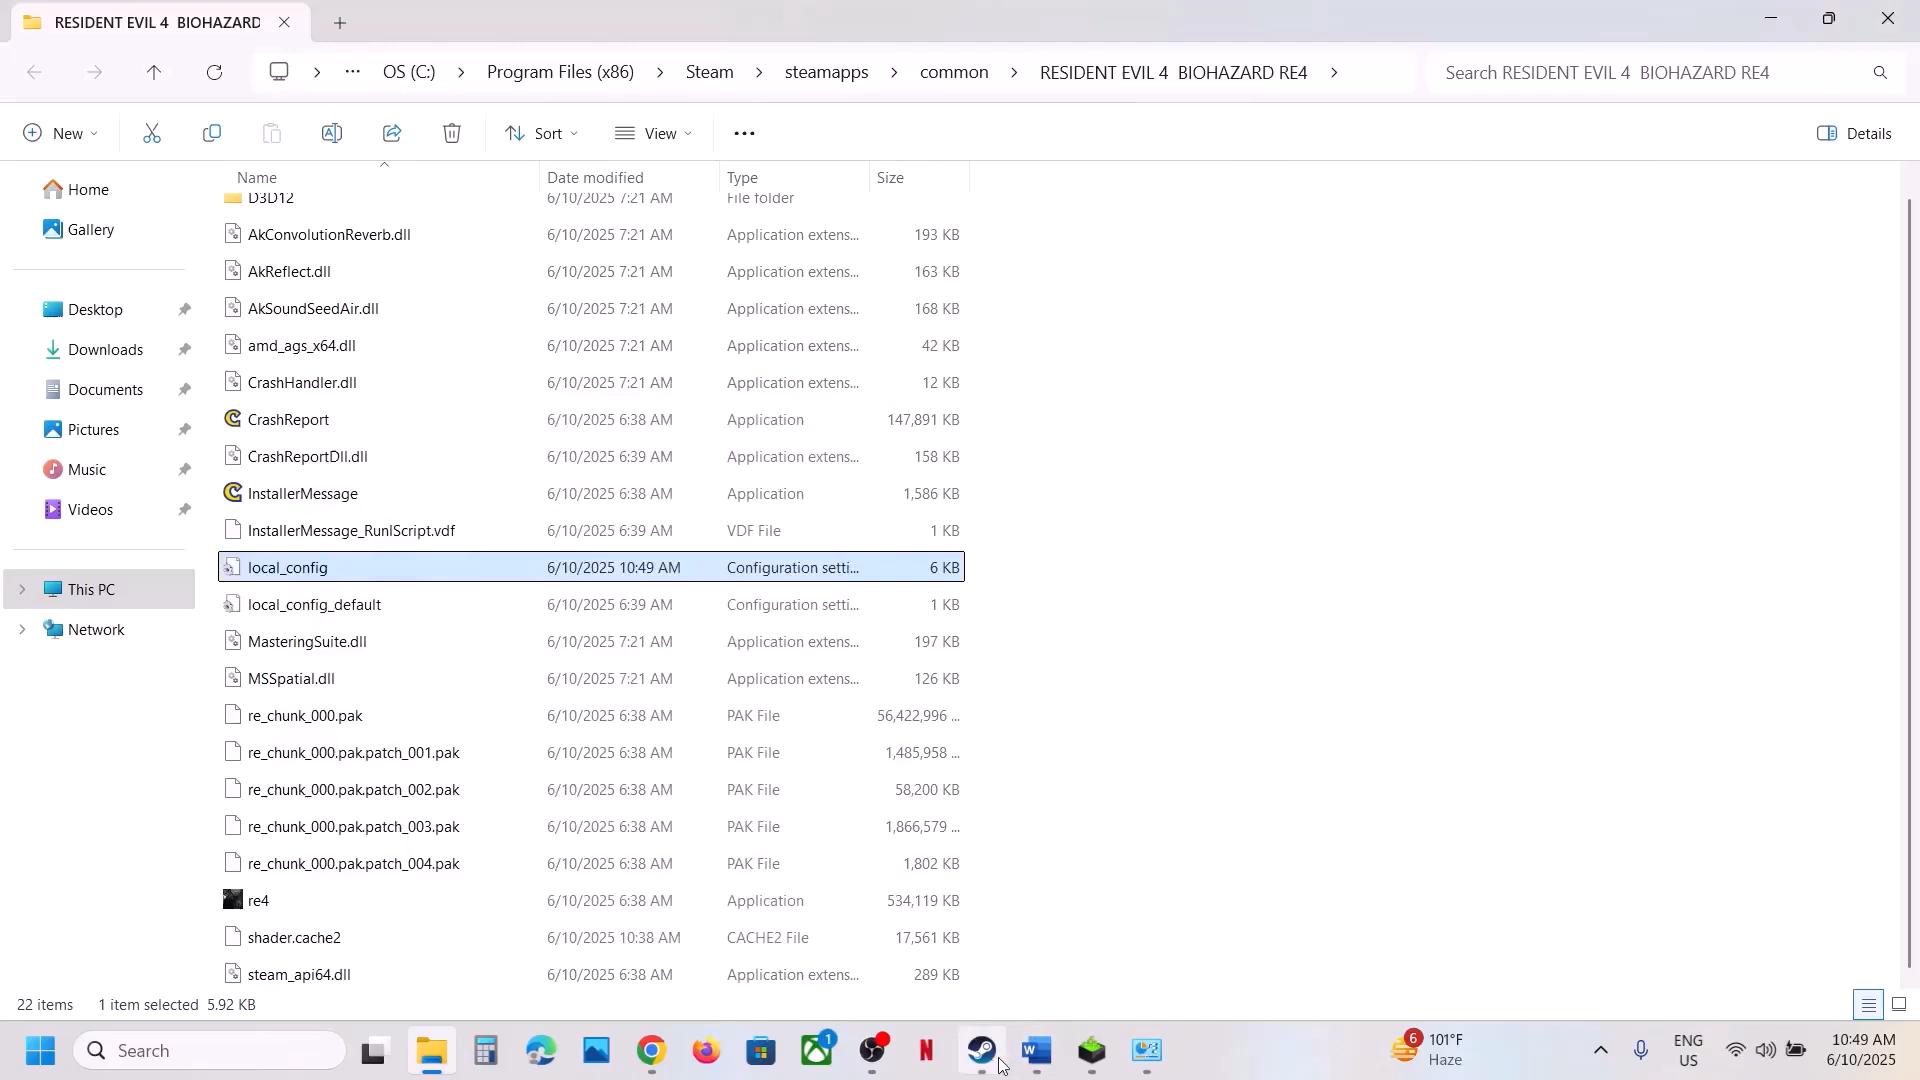 RESIDENT EVIL 4  BIOHAZARD
OS (C:) Program Files (x86) Steam steamapps common RESIDENT EVIL 4  BIOHAZARD RE4
Search RESIDENT EVIL 4  BIOHAZARD RE4
New Sort View Details
Name Date modified Type Size
Home
Gallery
Desktop
Downloads
Documents
Pictures
Music
Videos
This PC
Network
D3D12 6/10/2025 7:21 AM File folder
AkConvolutionReverb.dll 6/10/2025 7:21 AM Application extens... 193 KB
AkReflect.dll 6/10/2025 7:21 AM Application extens... 163 KB
AkSoundSeedAir.dll 6/10/2025 7:21 AM Application extens... 168 KB
amd_ags_x64.dll 6/10/2025 7:21 AM Application extens... 42 KB
CrashHandler.dll 6/10/2025 7:21 AM Application extens... 12 KB
CrashReport 6/10/2025 6:38 AM Application 147,891 KB
CrashReportDll.dll 6/10/2025 6:39 AM Application extens... 158 KB
InstallerMessage 6/10/2025 6:38 AM Application 1,586 KB
InstallerMessage_RunIScript.vdf 6/10/2025 6:39 AM VDF File 1 KB
local_config 6/10/2025 10:49 AM Configuration setti... 6 KB
local_config_default 6/10/2025 6:39 AM Configuration setti... 1 KB
MasteringSuite.dll 6/10/2025 7:21 AM Application extens... 197 KB
MSSpatial.dll 6/10/2025 7:21 AM Application extens... 126 KB
re_chunk_000.pak 6/10/2025 6:38 AM PAK File 56,422,996 ...
re_chunk_000.pak.patch_001.pak 6/10/2025 6:38 AM PAK File 1,485,958 ...
re_chunk_000.pak.patch_002.pak 6/10/2025 6:38 AM PAK File 58,200 KB
re_chunk_000.pak.patch_003.pak 6/10/2025 6:38 AM PAK File 1,866,579 ...
re_chunk_000.pak.patch_004.pak 6/10/2025 6:38 AM PAK File 1,802 KB
re4 6/10/2025 6:38 AM Application 534,119 KB
shader.cache2 6/10/2025 10:38 AM CACHE2 File 17,561 KB
steam_api64.dll 6/10/2025 6:38 AM Application extens... 289 KB
22 items 1 item selected 5.92 KB
Search
1
N
W
6
101°F
Haze
ENG
US
10:49 AM
6/10/2025